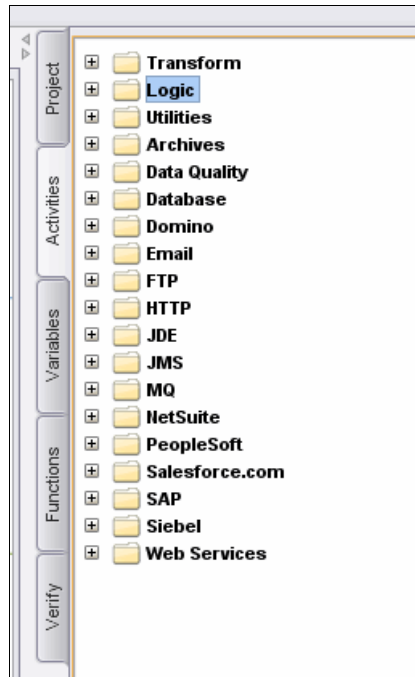 Project
Activities
Variables
Functions
Verify
Transform
Logic
Utilities
Archives
Data Quality
Database
Domino
Email
FTP
HTTP
JDE
JMS
MQ
NetSuite
PeopleSoft
Salesforce.com
SAP
Siebel
Web Services